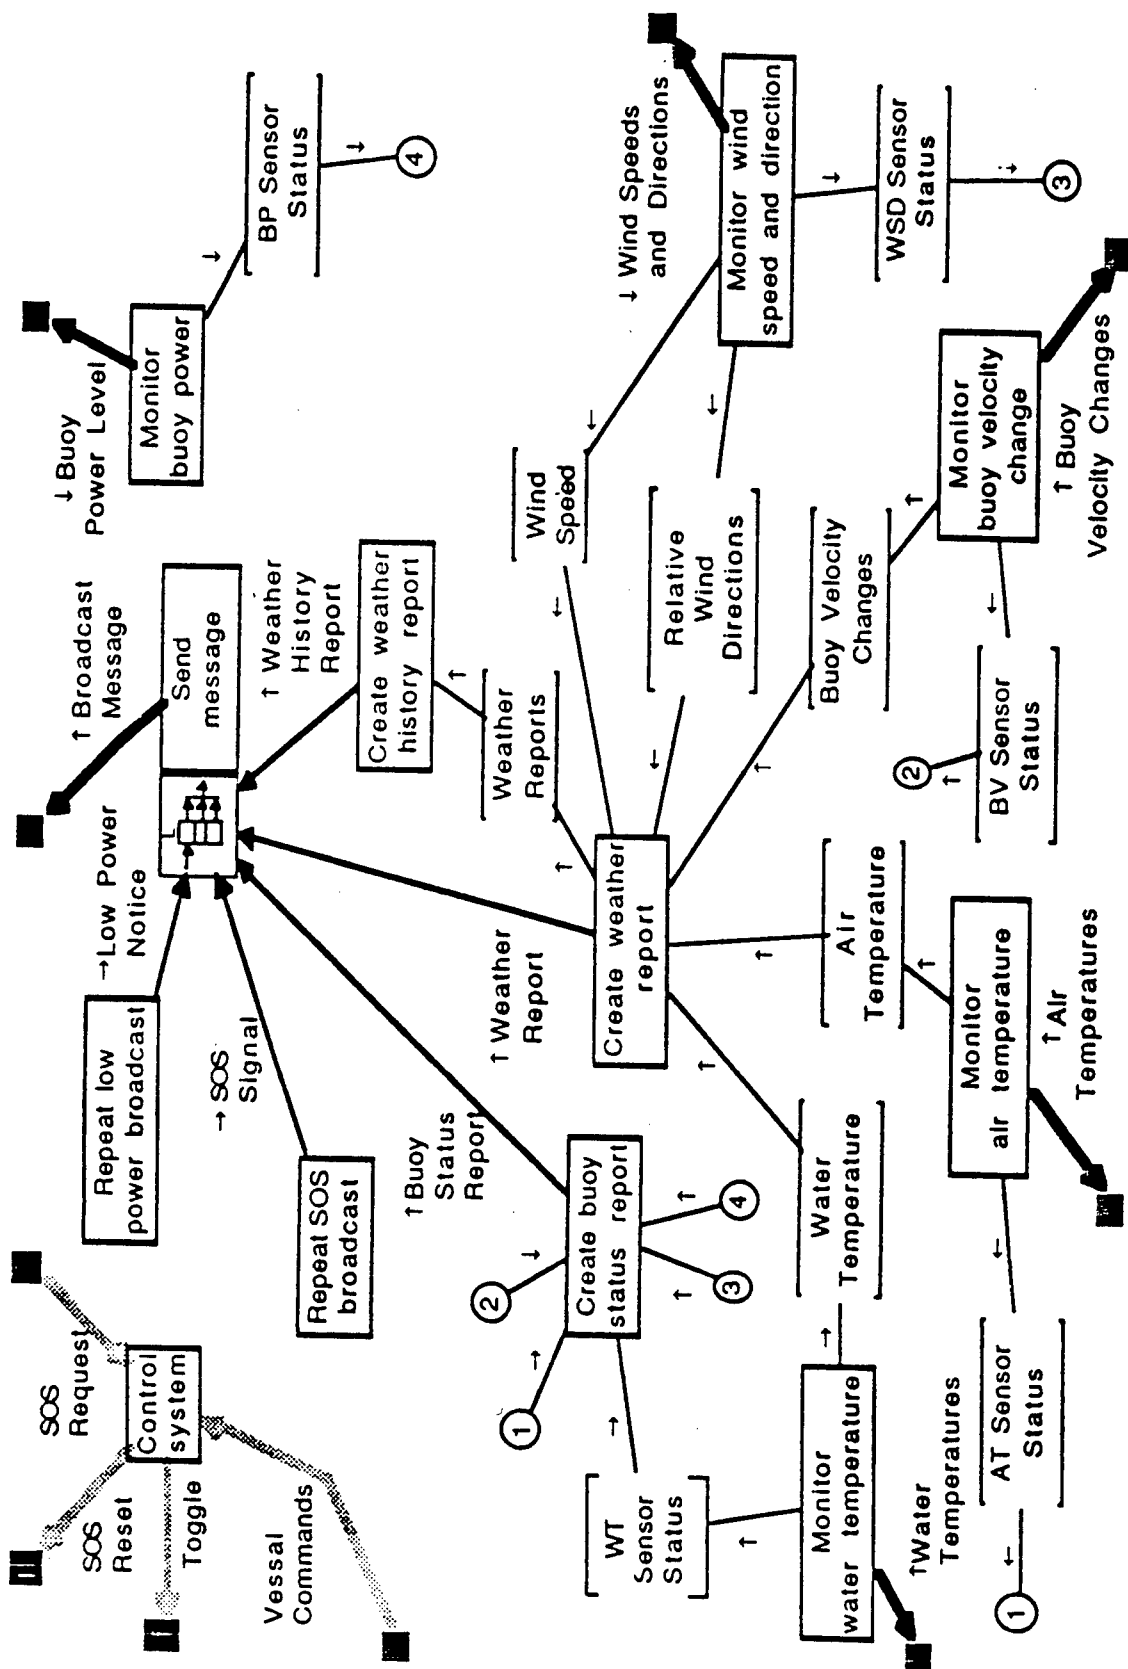 SOS
Request
SOS
Reset
Control
system
Toggle
Vessal
Commands
Repeat low
power broadcast
→Low Power
Notice
→SOS
Signal
Repeat SOS
broadcast
↑ Broadcast
Message
Send
message
↓ Buoy
Power Level
Monitor
buoy power
BP Sensor
Status
4
↑ Weather
History
Report
Create weather
history report
Weather
Reports
↑ Buoy
Status
Report
↑ Weather
Report
2
1
Create buoy
status report
3
4
WT
Sensor
Status
Create weather
report
Wind
Speed
↓ Wind Speeds
and Directions
Relative
Wind
Directions
Monitor wind
speed and direction
WSD Sensor
Status
3
Monitor
water temperature
↑Water
Temperatures
Water
Temperature
Air
Temperature
Buoy Velocity
Changes
2
BV Sensor
Status
Monitor
buoy velocity
change
↑ Buoy
Velocity Changes
Monitor
air temperature
↑ Air
Temperatures
AT Sensor
Status
1